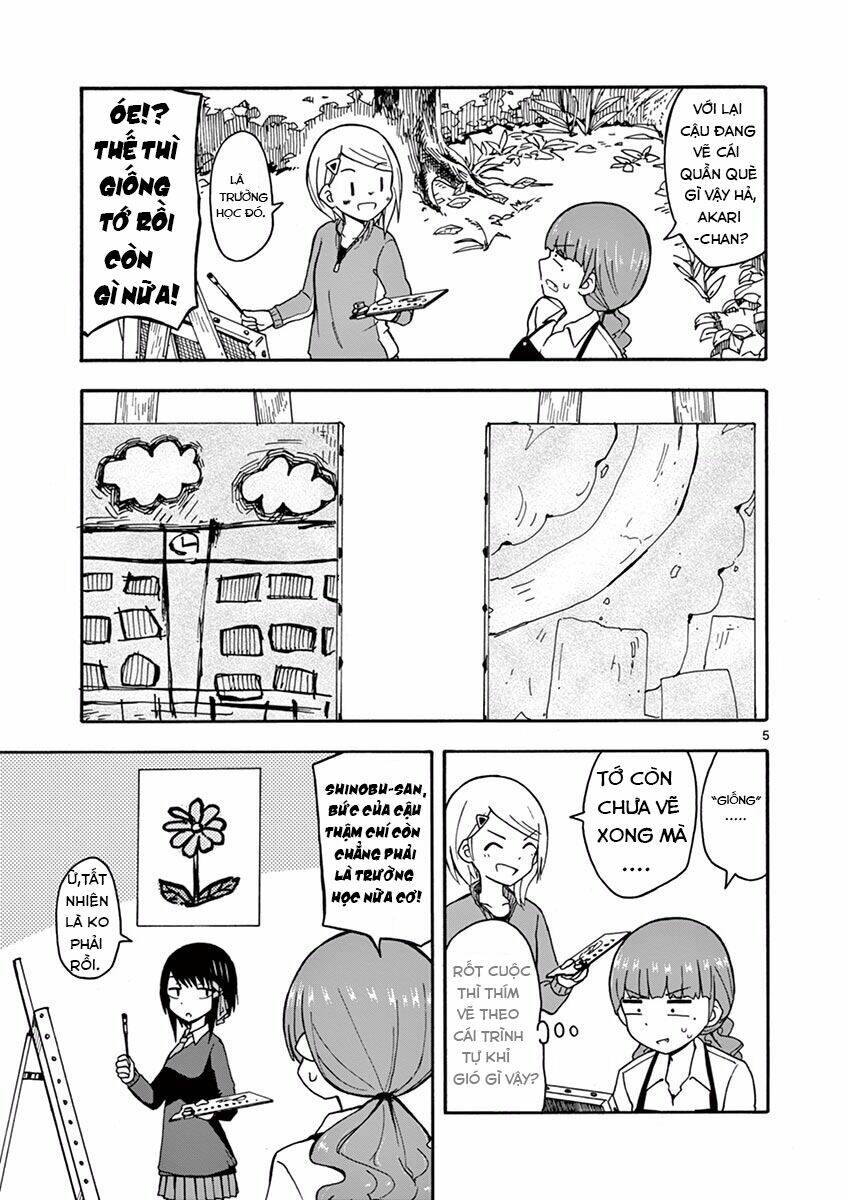 VỚI LẠI
CẬU ĐANG
VẼ CÁI
QUẦN QUÈ
GÌ VẬY HẢ,
AKARI
-CHAN?
LÀ
TRƯỜNG
HỌC ĐÓ.
ÓE!?
THẾ THÌ
GIỐNG
TỚ RỒI
CÒN
GÌ NỮA!
5
"GIỐNG"
.....
TỚ CÒN
CHƯA VẼ
XONG MÀ
....
RỐT CUỘC
THÌ THÍM
VẼ THEO
CÁI TRÌNH
TỰ KHỈ
GIÓ GÌ VẬY?
SHINOBU-SAN,
BỨC CỦA CẬU
THẬM CHÍ CÒN
CHẲNG PHẢI
LÀ TRƯỜNG
HỌC NỮA CƠ!
Ừ,TẤT
NHIÊN
LÀ KO
PHẢI
RỒI.